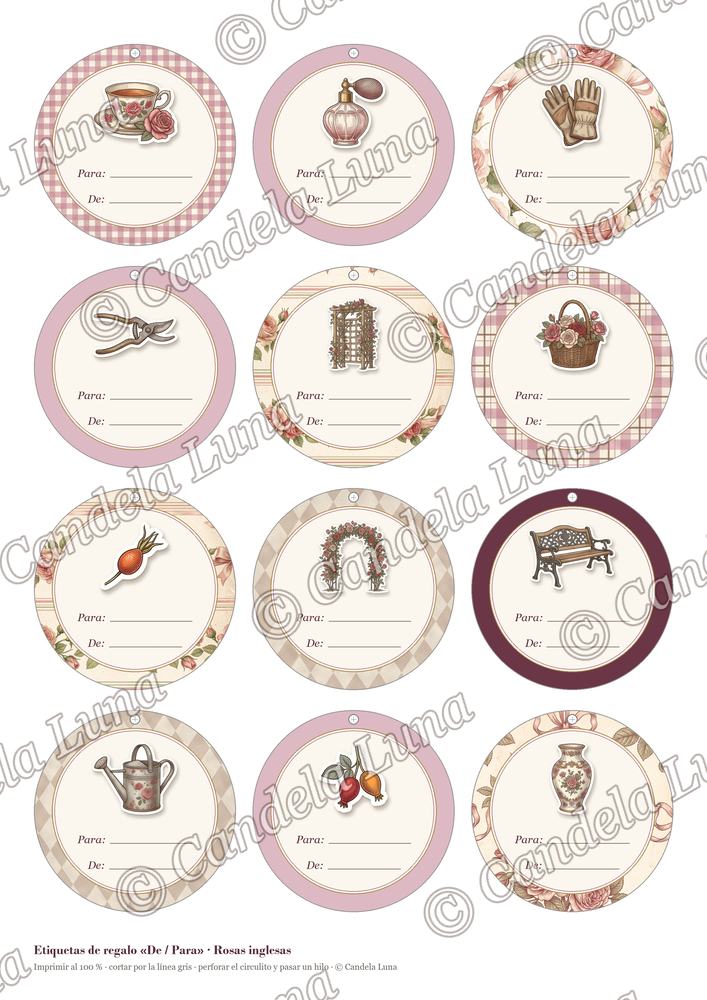 © Candela Luna
Para:
De:
Para:
De:
Para:
De:
Para:
De:
Para:
De:
Para:
De:
Para:
De:
Para:
De:
Para:
De:
Para:
De:
Para:
De:
Para:
De:
Etiquetas de regalo «De / Para» · Rosas inglesas
Imprimir al 100 % · cortar por la línea gris · perforar el circulito y pasar un hilo · © Candela Luna